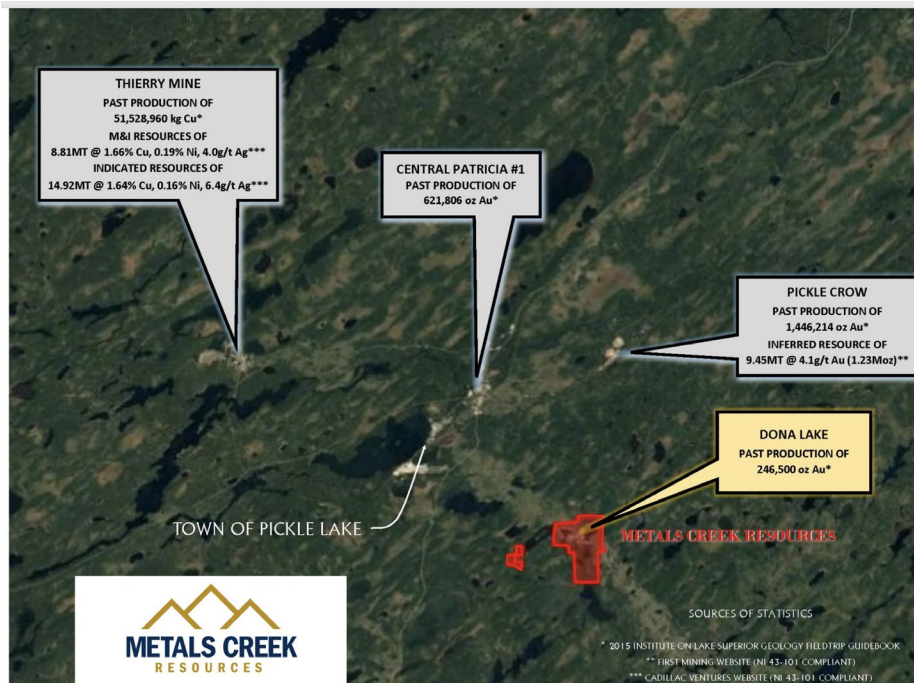 THIERRY MINE
PAST PRODUCTION OF
51,528,960 kg Cu*
M&I RESOURCES OF
8.81MT @ 1.66% Cu, 0.19% Ni, 4.0g/t Ag***
INDICATED RESOURCES OF
14.92MT @ 1.64% Cu, 0.16% Ni, 6.4g/t Ag***
CENTRAL PATRICIA #1
PAST PRODUCTION OF
621,806 oz Au*
PICKLE CROW
PAST PRODUCTION OF
1,446,214 oz Au*
INFERRED RESOURCE OF
9.45MT @ 4.1g/t Au (1.23Moz)**
DONA LAKE
PAST PRODUCTION OF
246,500 oz Au*
TOWN OF PICKLE LAKE
METALS CREEK RESOURCES
METALS CREEK
RESOURCES
SOURCES OF STATISTICS
* 2015 INSTITUTE ON LAKE SUPERIOR GEOLOGY FIELDTRIP GUIDEBOOK
** FIRST MINING WEBSITE (NI 43-101 COMPLIANT)
*** CADILLAC VENTURES WEBSITE (NI 43-101 COMPLIANT)